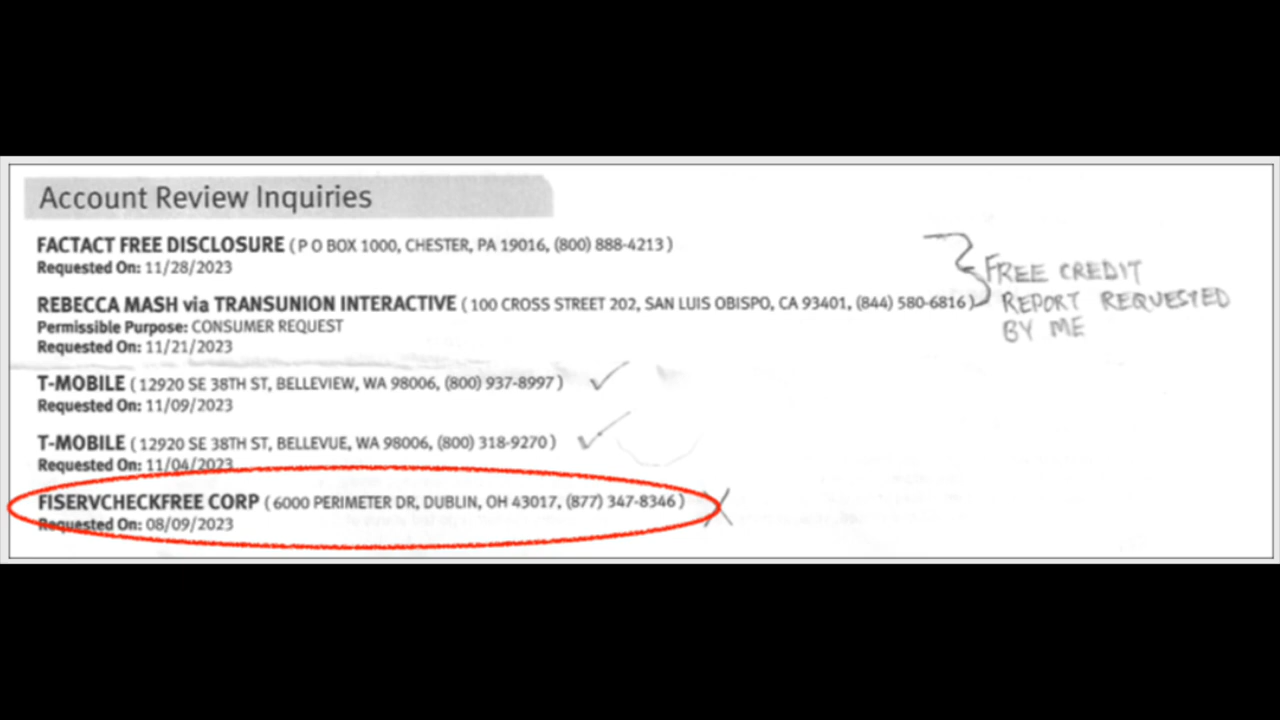 Account Review Inquiries
FACTACT FREE DISCLOSURE ( P O BOX 1000, CHESTER, PA 19016, (800) 888-4213 )
Requested On: 11/28/2023
REBECCA MASH via TRANSUNION INTERACTIVE ( 100 CROSS STREET 202, SAN LUIS OBISPO, CA 93401, (844) 580-6816 )
Permissible Purpose: CONSUMER REQUEST
Requested On: 11/21/2023
FREE CREDIT
REPORT REQUESTED
BY ME
T-MOBILE ( 12920 SE 38TH ST, BELLEVIEW, WA 98006, (800) 937-8997 ) ✓
Requested On: 11/09/2023
T-MOBILE ( 12920 SE 38TH ST, BELLEVUE, WA 98006, (800) 318-9270 ) ✓
Requested On: 11/04/2023
FISERVCHECKFREE CORP ( 6000 PERIMETER DR, DUBLIN, OH 43017, (877) 347-8346 ) X
Requested On: 08/09/2023